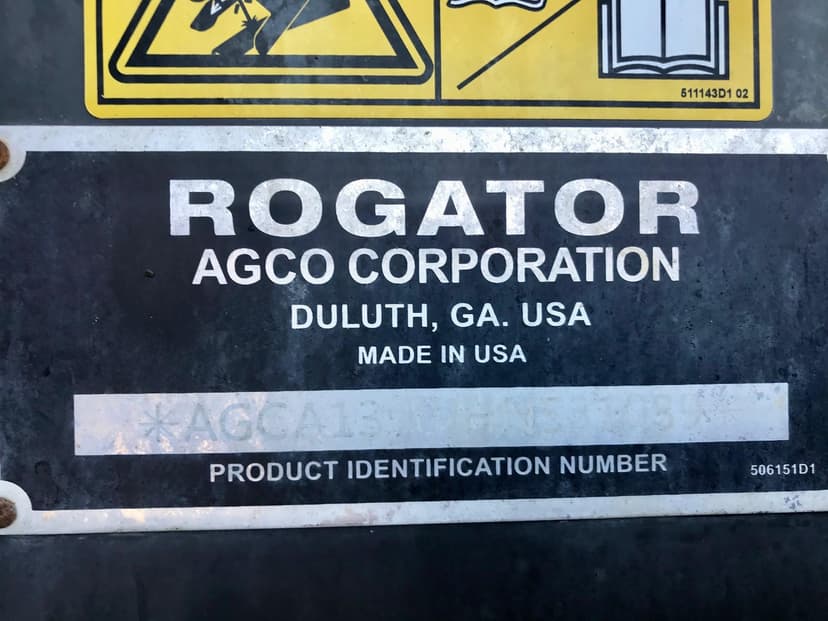 511143D1 02
ROGATOR
AGCO CORPORATION
DULUTH, GA. USA
MADE IN USA
PRODUCT IDENTIFICATION NUMBER
506151D1